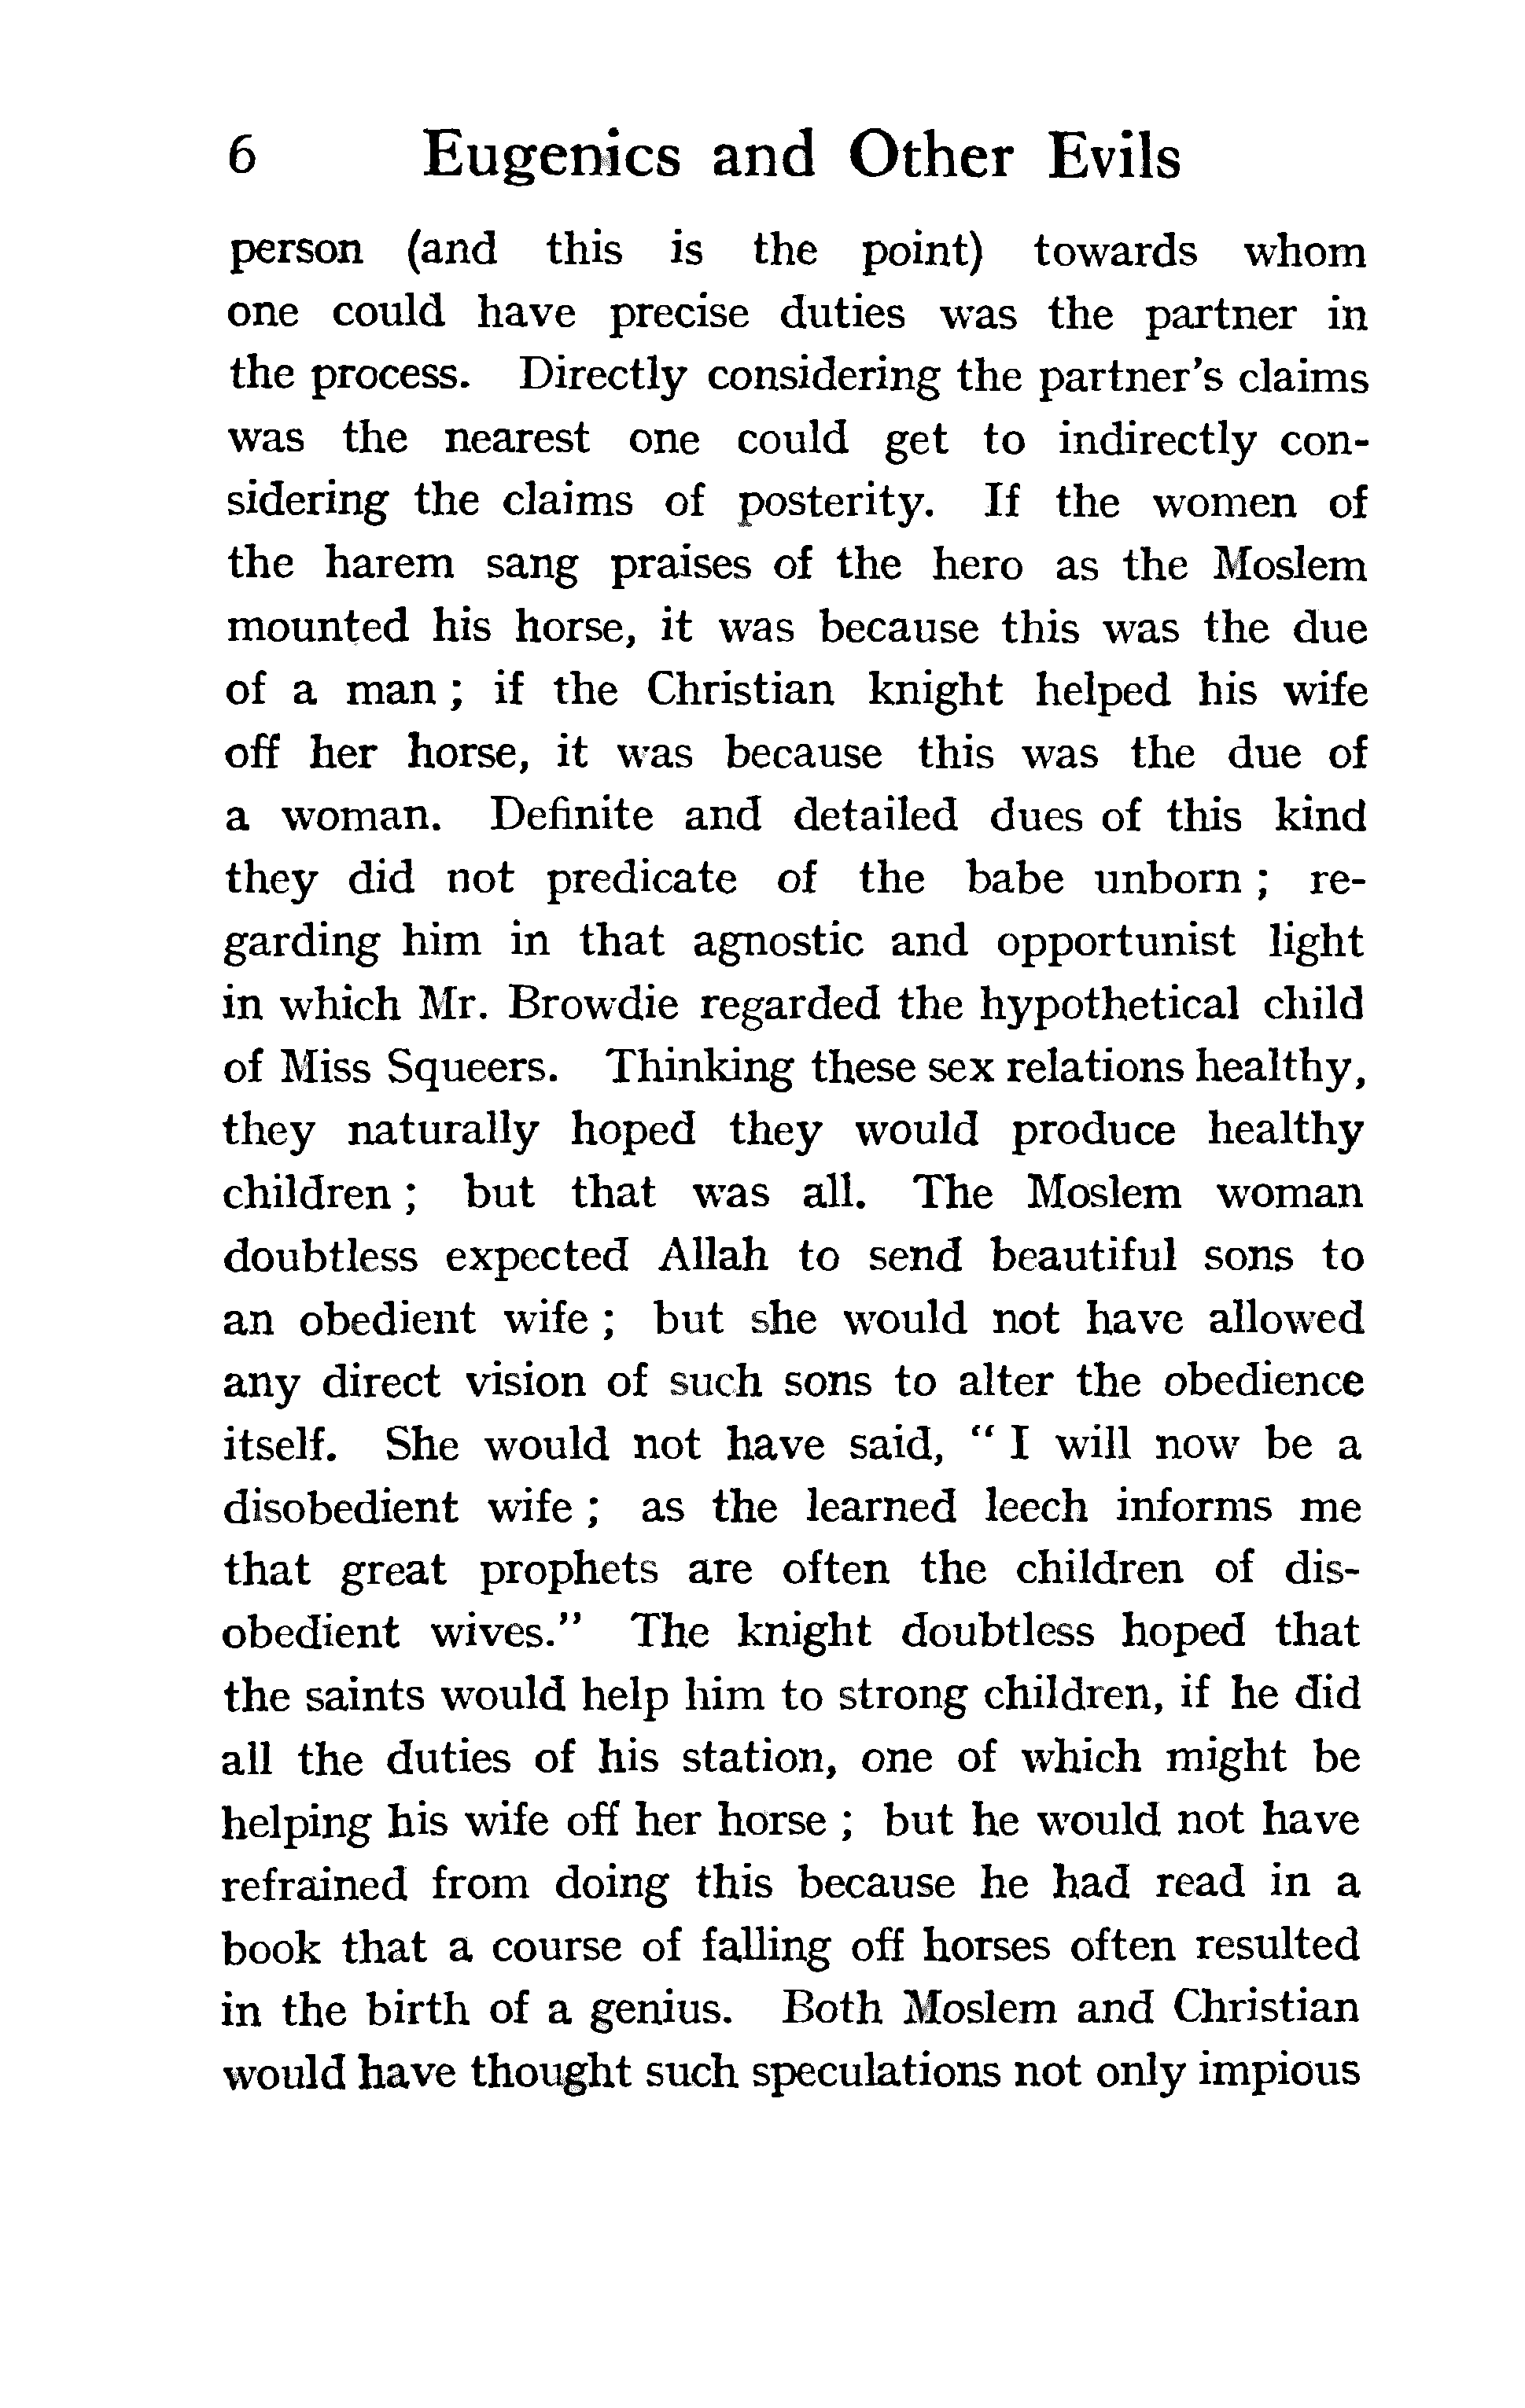 6 Eugenics and Other Evils
person (and this is the point) towards whom
one could have precise duties was the partner in
the process. Directly considering the partner's claims
was the nearest one could get to indirectly con-
sidering the claims of posterity. If the women of
the harem sang praises of the hero as the Moslem
mounted his horse, it was because this was the due
of a man ; if the Christian knight helped his wife
off her horse, it was because this was the due of
a woman. Definite and detailed dues of this kind
they did not predicate of the babe unborn ; re-
garding him in that agnostic and opportunist light
in which Mr. Browdie regarded the hypothetical child
of Miss Squeers. Thinking these sex relations healthy,
they naturally hoped they would produce healthy
children ; but that was all. The Moslem woman
doubtless expected Allah to send beautiful sons to
an obedient wife ; but she would not have allowed
any direct vision of such sons to alter the obedience
itself. She would not have said, “ I will now be a
disobedient wife ; as the learned leech informs me
that great prophets are often the children of dis-
obedient wives.” The knight doubtless hoped that
the saints would help him to strong children, if he did
all the duties of his station, one of which might be
helping his wife off her horse ; but he would not have
refrained from doing this because he had read in a
book that a course of falling off horses often resulted
in the birth of a genius. Both Moslem and Christian
would have thought such speculations not only impious